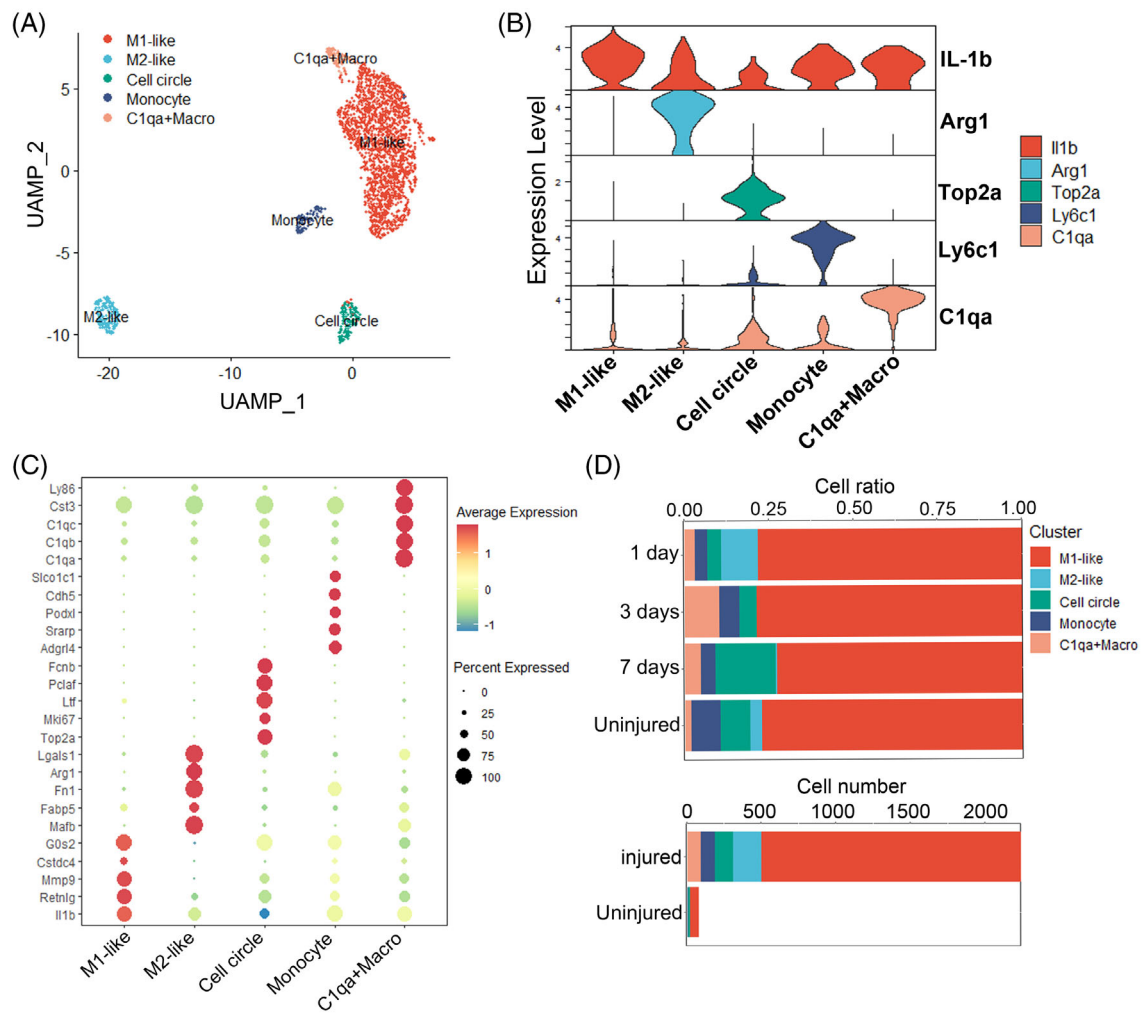 (A)
M1-like
M2-like
Cell circle
Monocyte
C1qa+Macro
C1qa+Macro
M1-like
Monocyte
M2-like
Cell circle
5
0
-5
-10
-20
-10
0
UAMP_2
UAMP_1
(B)
Expression Level
4
4
2
4
4
IL-1b
Arg1
Top2a
Ly6c1
C1qa
Il1b
Arg1
Top2a
Ly6c1
C1qa
M1-like
M2-like
Cell circle
Monocyte
C1qa+Macro
(C)
Ly86
Cst3
C1qc
C1qb
C1qa
Slco1c1
Cdh5
Podxl
Srarp
Adgrl4
Fcnb
Pclaf
Ltf
Mki67
Top2a
Lgals1
Arg1
Fn1
Fabp5
Mafb
G0s2
Cstdc4
Mmp9
Retnlg
Il1b
M1-like
M2-like
Cell circle
Monocyte
C1qa+Macro
Average Expression
1
0
-1
Percent Expressed
0
25
50
75
100
(D)
Cell ratio
0.00 0.25 0.50 0.75 1.00
1 day
3 days
7 days
Uninjured
Cluster
M1-like
M2-like
Cell circle
Monocyte
C1qa+Macro
Cell number
0 500 1000 1500 2000
injured
Uninjured